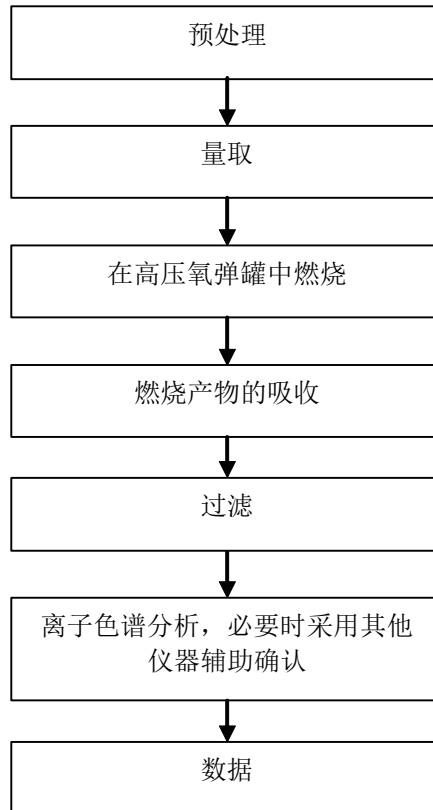 预处理
量取
在高压氧弹罐中燃烧
燃烧产物的吸收
过滤
离子色谱分析，必要时采用其他
仪器辅助确认
数据